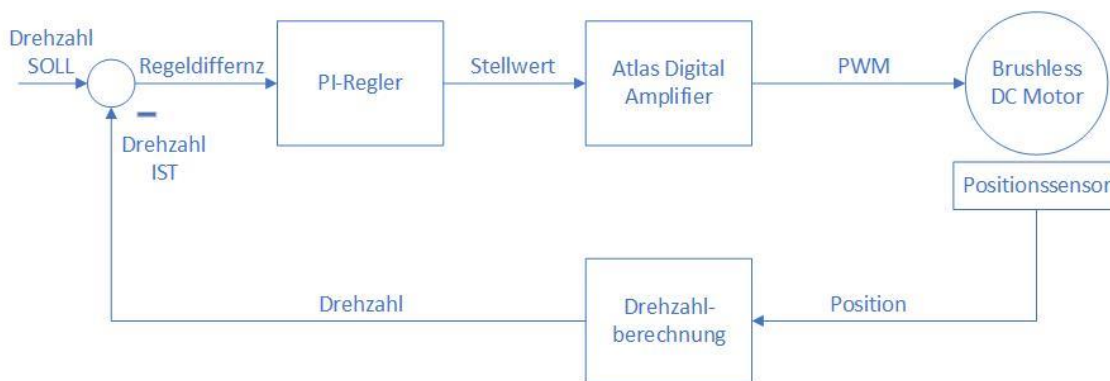 Drehzahl
SOLL
Regeldiffernz
PI-Regler
Stellwert
Atlas Digital
Amplifier
PWM
Brushless
DC Motor
Drehzahl
IST
Positionssensor
Drehzahl
Drehzahl-
berechnung
Position